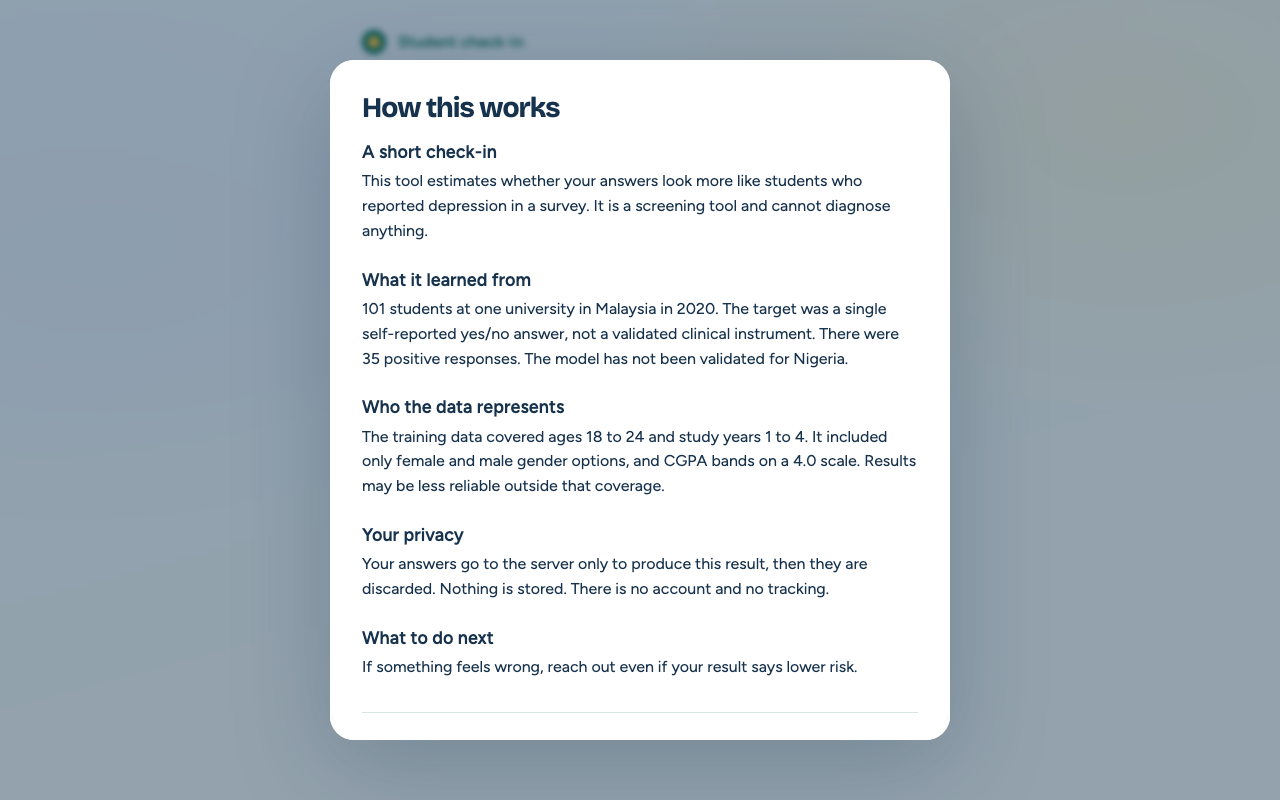 Student check-in
How this works
A short check-in
This tool estimates whether your answers look more like students who
reported depression in a survey. It is a screening tool and cannot diagnose
anything.
What it learned from
101 students at one university in Malaysia in 2020. The target was a single
self-reported yes/no answer, not a validated clinical instrument. There were
35 positive responses. The model has not been validated for Nigeria.
Who the data represents
The training data covered ages 18 to 24 and study years 1 to 4. It included
only female and male gender options, and CGPA bands on a 4.0 scale. Results
may be less reliable outside that coverage.
Your privacy
Your answers go to the server only to produce this result, then they are
discarded. Nothing is stored. There is no account and no tracking.
What to do next
If something feels wrong, reach out even if your result says lower risk.